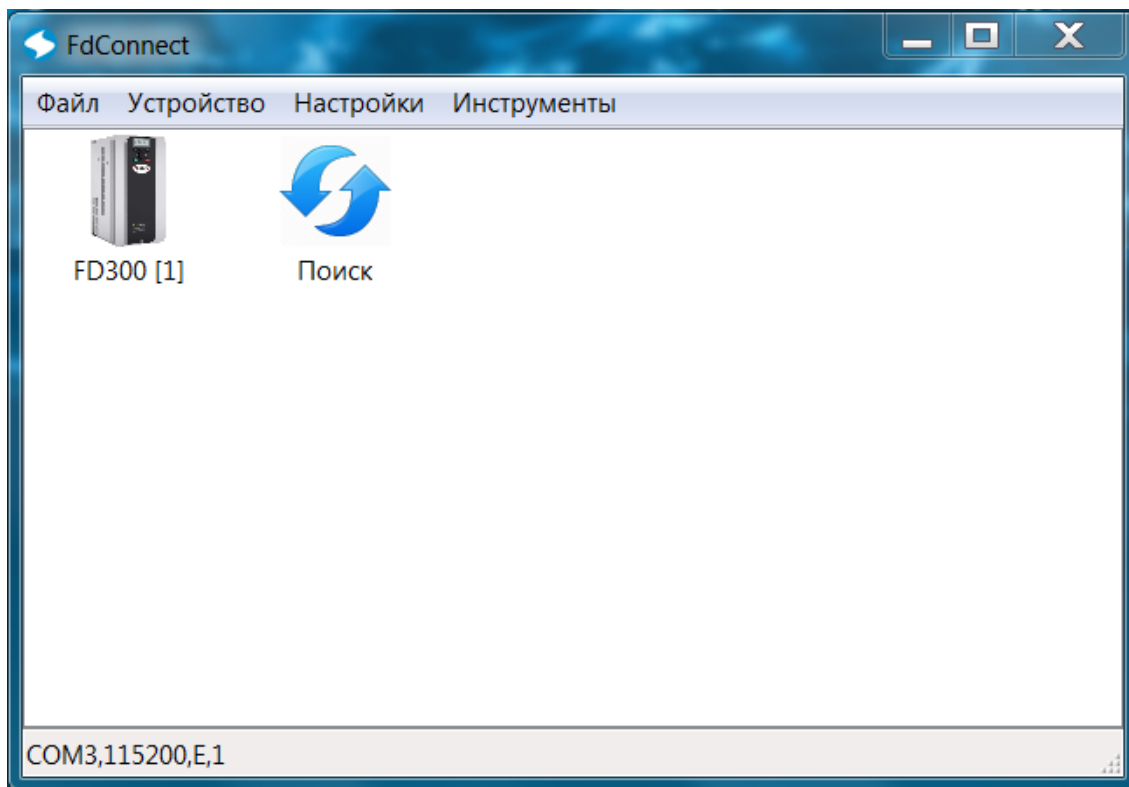 FdConnect
Файл Устройство Настройки Инструменты
FD300 [1] Поиск
COM3,115200,E,1